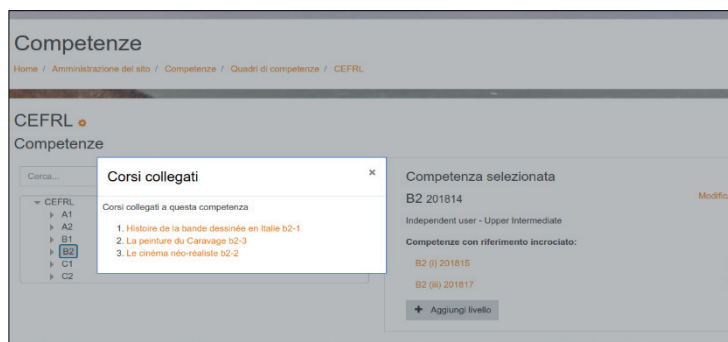 Competenze
Home / Amministrazione del sito / Competenze / Quadri di competenze / CEFRL
CEFRL
Competenze
Cerca...
CEFRL
A1
A2
B1
B2
C1
C2
Corsi collegati
×
Corsi collegati a questa competenza
1. Histoire de la bande dessinée en Italie b2-1
2. La peinture du Caravage b2-3
3. Le cinéma néo-réaliste b2-2
Competenza selezionata
B2 201814
Modific
Independent user - Upper Intermediate
Competenze con riferimento incrociato:
B2 (i) 201815
B2 (iii) 201817
+ Aggiungi livello